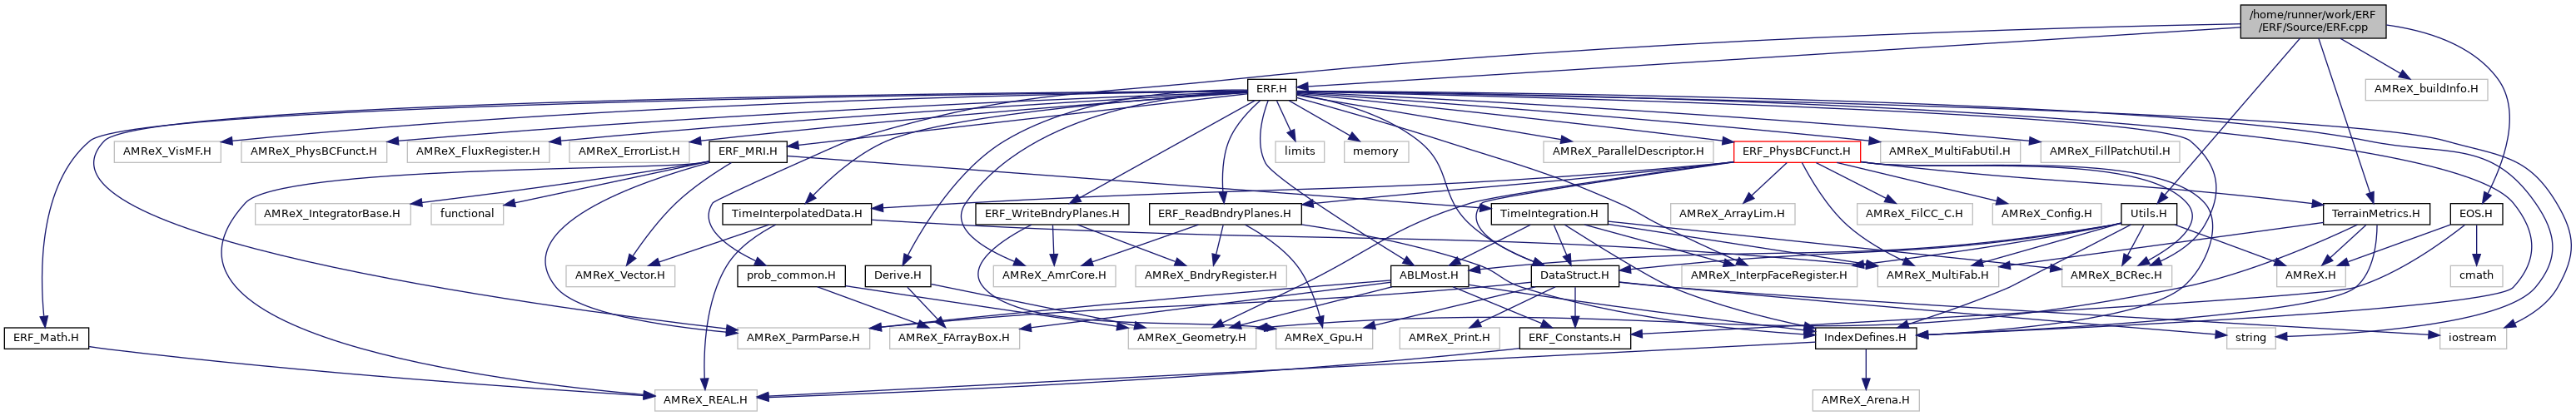 /home/runner/work/ERF
/ERF/Source/ERF.cpp
ERF.H
AMReX_buildInfo.H
AMReX_VisMF.H
AMReX_PhysBCFunct.H
AMReX_FluxRegister.H
AMReX_ErrorList.H
ERF_MRI.H
limits
memory
AMReX_ParallelDescriptor.H
ERF_PhysBCFunct.H
AMReX_MultiFabUtil.H
AMReX_FillPatchUtil.H
AMReX_IntegratorBase.H
functional
TimeInterpolatedData.H
ERF_WriteBndryPlanes.H
ERF_ReadBndryPlanes.H
TimeIntegration.H
AMReX_ArrayLim.H
AMReX_FilCC_C.H
AMReX_Config.H
Utils.H
TerrainMetrics.H
EOS.H
AMReX_Vector.H
prob_common.H
Derive.H
AMReX_AmrCore.H
AMReX_BndryRegister.H
ABLMost.H
DataStruct.H
AMReX_InterpFaceRegister.H
AMReX_MultiFab.H
AMReX_BCRec.H
AMReX.H
cmath
ERF_Math.H
AMReX_ParmParse.H
AMReX_FArrayBox.H
AMReX_Geometry.H
AMReX_Gpu.H
AMReX_Print.H
ERF_Constants.H
IndexDefines.H
string
iostream
AMReX_REAL.H
AMReX_Arena.H